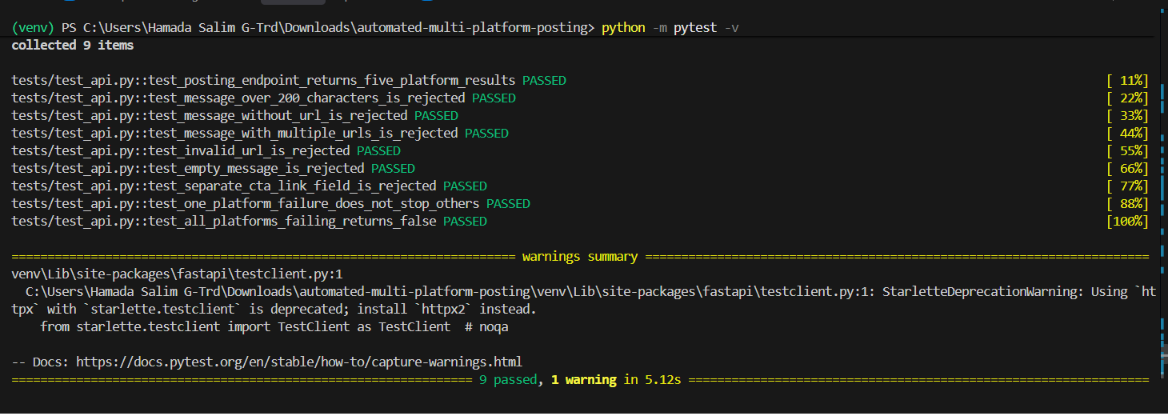 (venv) PS C:\Users\Hamada Salim G-Trd\Downloads\automated-multi-platform-posting> python -m pytest -v
collected 9 items
tests/test_api.py::test_posting_endpoint_returns_five_platform_results PASSED [ 11%]
tests/test_api.py::test_message_over_200_characters_is_rejected PASSED [ 22%]
tests/test_api.py::test_message_without_url_is_rejected PASSED [ 33%]
tests/test_api.py::test_message_with_multiple_urls_is_rejected PASSED [ 44%]
tests/test_api.py::test_invalid_url_is_rejected PASSED [ 55%]
tests/test_api.py::test_empty_message_is_rejected PASSED [ 66%]
tests/test_api.py::test_separate_cta_link_field_is_rejected PASSED [ 77%]
tests/test_api.py::test_one_platform_failure_does_not_stop_others PASSED [ 88%]
tests/test_api.py::test_all_platforms_failing_returns_false PASSED [100%]
====================================================================== warnings summary ======================================================================
venv\Lib\site-packages\fastapi\testclient.py:1
C:\Users\Hamada Salim G-Trd\Downloads\automated-multi-platform-posting\venv\Lib\site-packages\fastapi\testclient.py:1: StarletteDeprecationWarning: Using `ht
tpx` with `starlette.testclient` is deprecated; install `httpx2` instead.
from starlette.testclient import TestClient as TestClient # noqa
-- Docs: https://docs.pytest.org/en/stable/how-to/capture-warnings.html
================================================================ 9 passed, 1 warning in 5.12s ================================================================